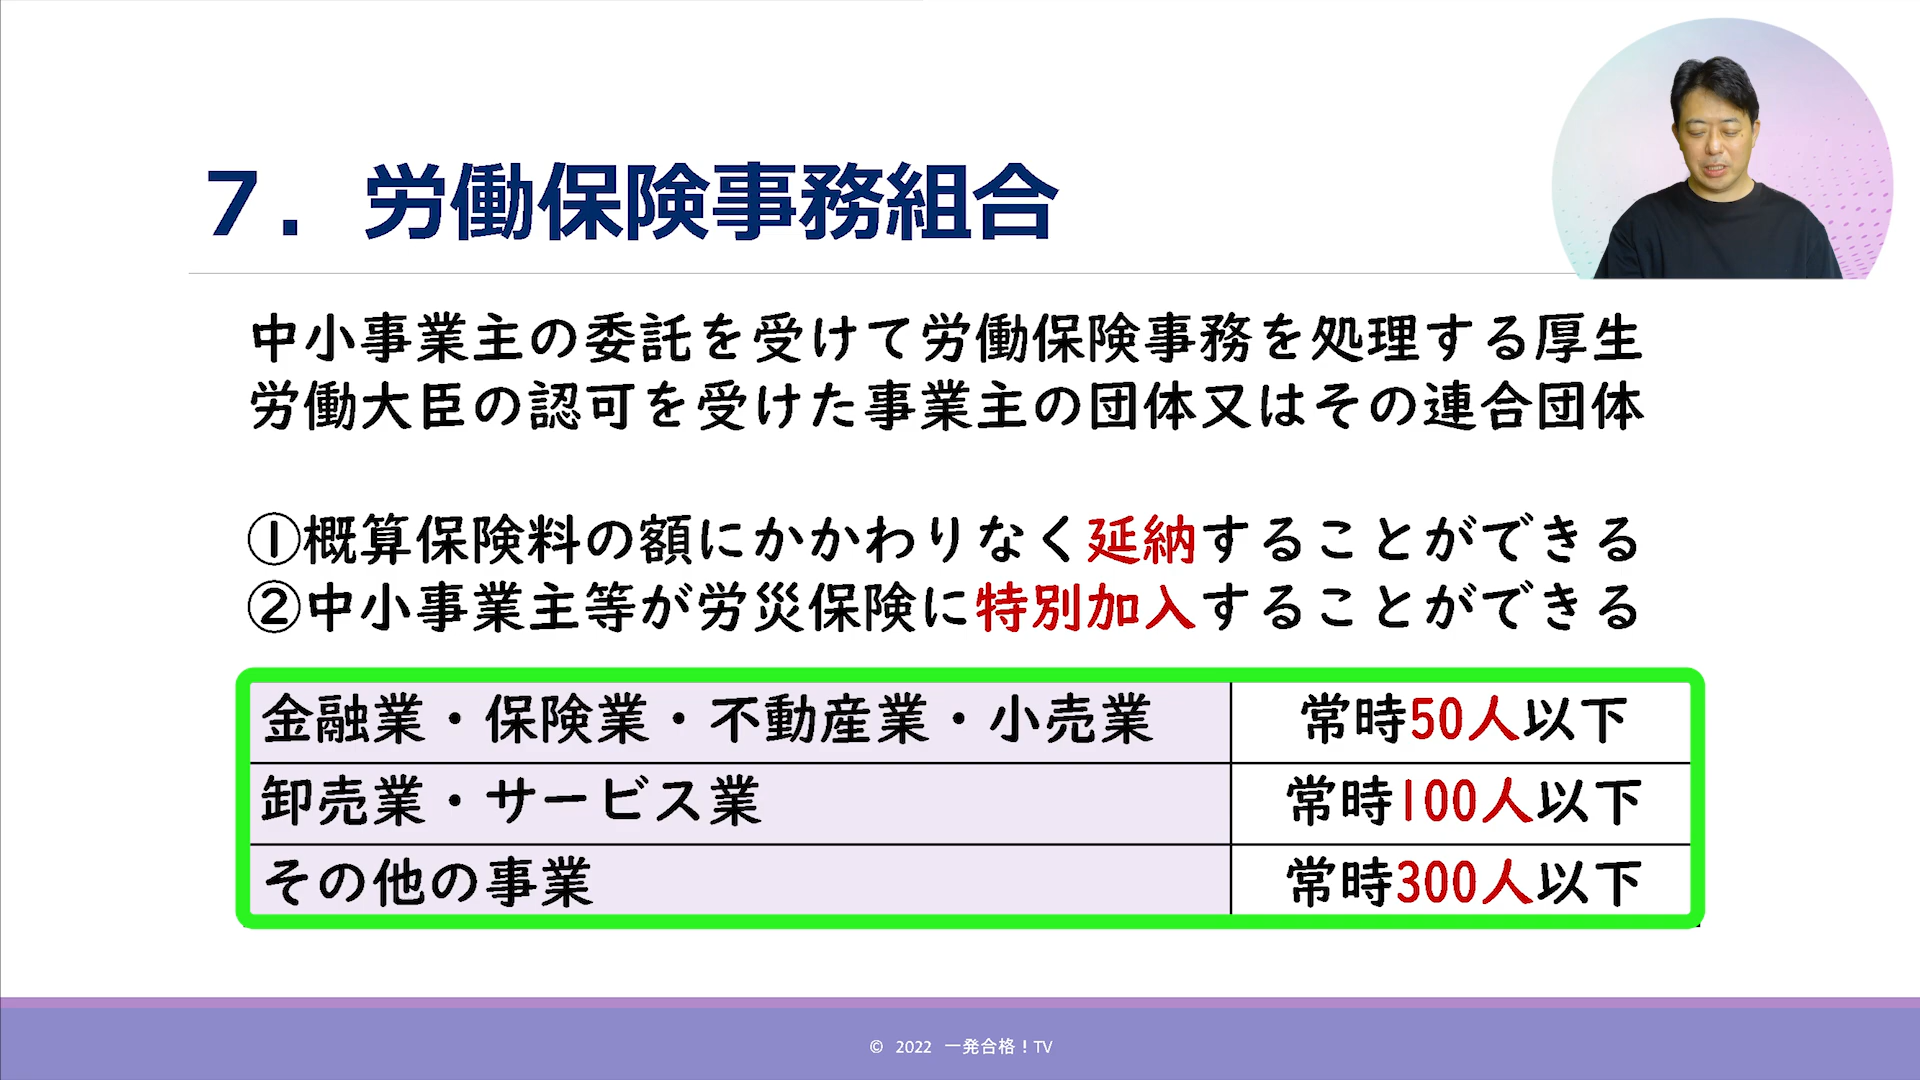 ７．労働保険事務組合
中小事業主の委託を受けて労働保険事務を処理する厚生
労働大臣の認可を受けた事業主の団体又はその連合団体
①概算保険料の額にかかわりなく延納することができる
②中小事業主等が労災保険に特別加入することができる
金融業・保険業・不動産業・小売業 常時50人以下
卸売業・サービス業 常時100人以下
その他の事業 常時300人以下
© 2022 一発合格！TV